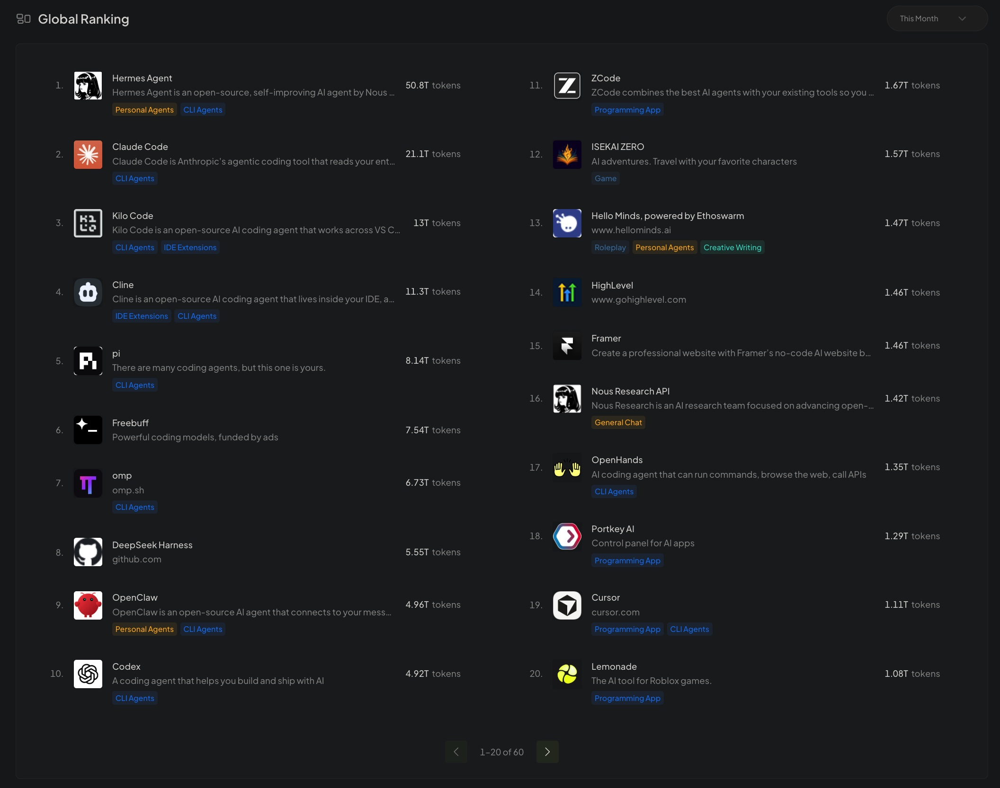 Global Ranking
This Month
1.
Hermes Agent
Hermes Agent is an open-source, self-improving AI agent by Nous ...
50.8T tokens
Personal Agents CLI Agents
2.
Claude Code
Claude Code is Anthropic's agentic coding tool that reads your ent...
21.1T tokens
CLI Agents
3.
Kilo Code
Kilo Code is an open-source AI coding agent that works across VS C...
13T tokens
CLI Agents IDE Extensions
4.
Cline
Cline is an open-source AI coding agent that lives inside your IDE, a...
11.3T tokens
IDE Extensions CLI Agents
5.
pi
There are many coding agents, but this one is yours.
8.14T tokens
CLI Agents
6.
Freebuff
Powerful coding models, funded by ads
7.54T tokens
7.
omp
omp.sh
6.73T tokens
CLI Agents
8.
DeepSeek Harness
github.com
5.55T tokens
9.
OpenClaw
OpenClaw is an open-source AI agent that connects to your mess...
4.96T tokens
Personal Agents CLI Agents
10.
Codex
A coding agent that helps you build and ship with AI
4.92T tokens
CLI Agents
11.
ZCode
ZCode combines the best AI agents with your existing tools so you ...
1.67T tokens
Programming App
12.
ISEKAI ZERO
AI adventures. Travel with your favorite characters
1.57T tokens
Game
13.
Hello Minds, powered by Ethoswarm
www.hellominds.ai
1.47T tokens
Roleplay Personal Agents Creative Writing
14.
HighLevel
www.gohighlevel.com
1.46T tokens
15.
Framer
Create a professional website with Framer’s no-code AI website b...
1.46T tokens
16.
Nous Research API
Nous Research is an AI research team focused on advancing open-...
1.42T tokens
General Chat
17.
OpenHands
AI coding agent that can run commands, browse the web, call APIs
1.35T tokens
CLI Agents
18.
Portkey AI
Control panel for AI apps
1.29T tokens
Programming App
19.
Cursor
cursor.com
1.11T tokens
Programming App CLI Agents
20.
Lemonade
The AI tool for Roblox games.
1.08T tokens
Programming App
1–20 of 60